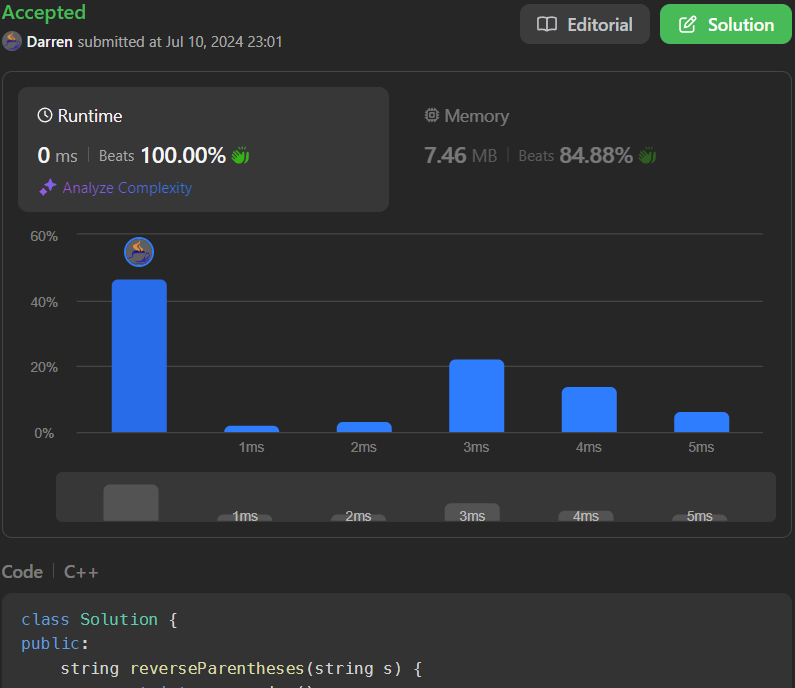 Accepted
Editorial
Solution
Darren submitted at Jul 10, 2024 23:01
Runtime
Memory
0 ms | Beats 100.00%
7.46 MB | Beats 84.88%
Analyze Complexity
60%
40%
20%
0%
1ms 2ms 3ms 4ms 5ms
1ms 2ms 3ms 4ms 5ms
Code | C++
class Solution {
public:
    string reverseParentheses(string s) {